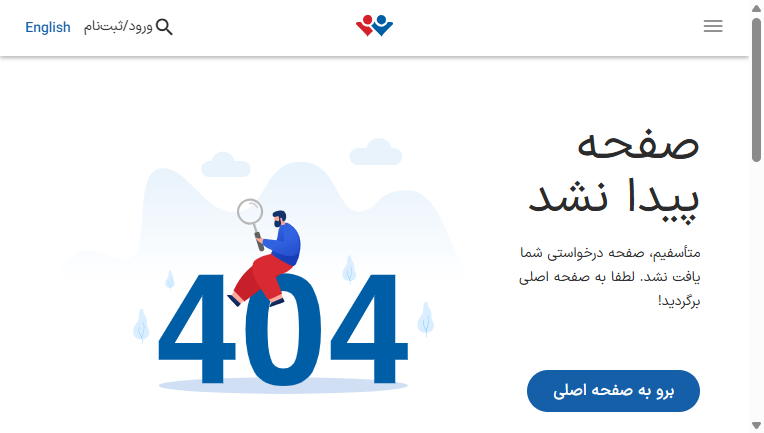 ورود/ثبت‌نام
English
صفحه
پیدا نشد
متأسفیم، صفحه درخواستی شما
یافت نشد. لطفا به صفحه اصلی
برگردید!
برو به صفحه اصلی
404